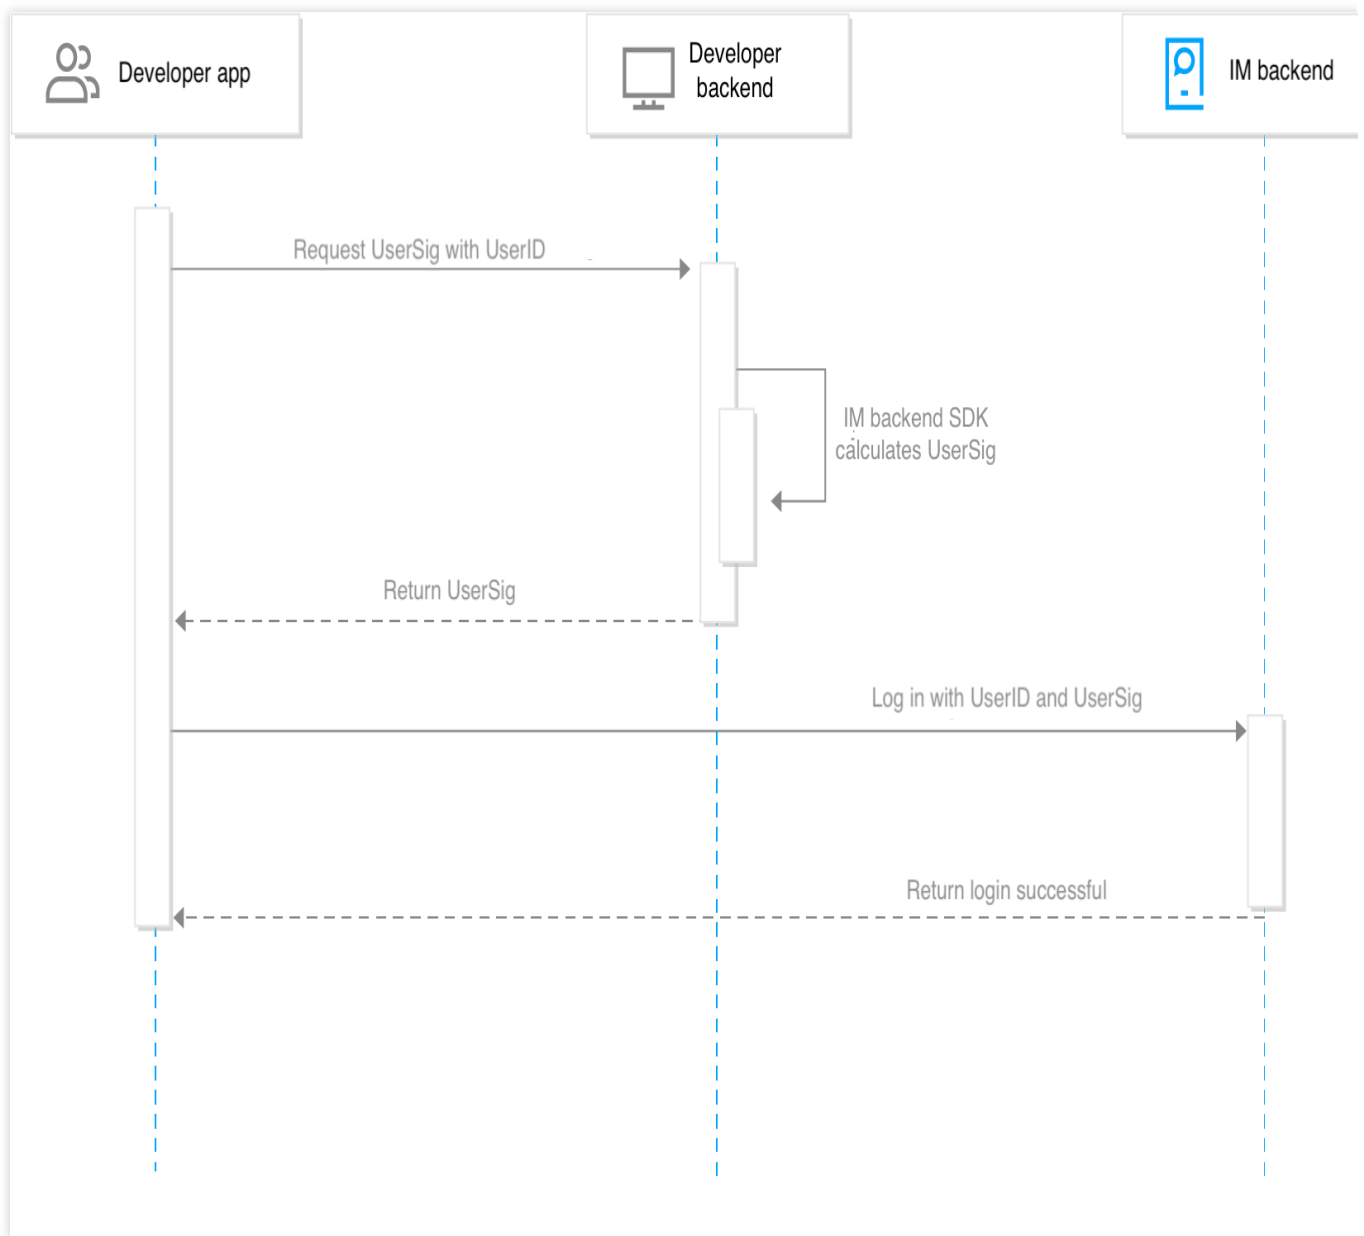 Developer app
Developer
backend
IM backend
Request UserSig with UserID
IM backend SDK
calculates UserSig
Return UserSig
Log in with UserID and UserSig
Return login successful